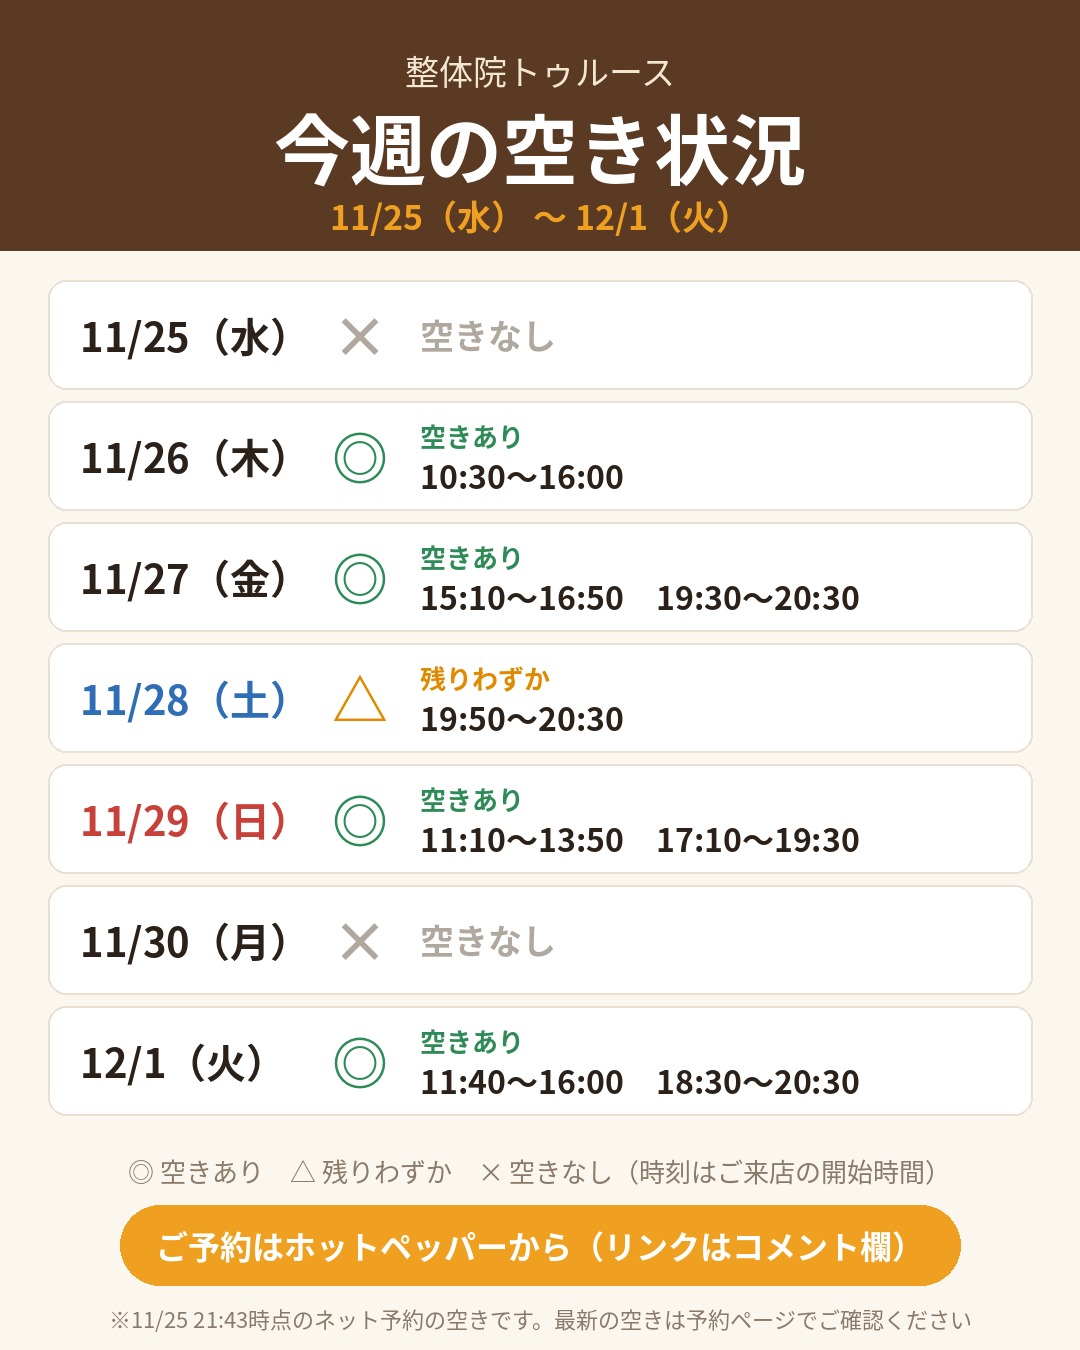 整体院トゥルース
今週の空き状況
11/25（水） ～ 12/1（火）
11/25（水） × 空きなし
11/26（木） ◎ 空きあり
10:30～16:00
11/27（金） ◎ 空きあり
15:10～16:50　19:30～20:30
11/28（土） △ 残りわずか
19:50～20:30
11/29（日） ◎ 空きあり
11:10～13:50　17:10～19:30
11/30（月） × 空きなし
12/1（火） ◎ 空きあり
11:40～16:00　18:30～20:30
◎ 空きあり　△ 残りわずか　× 空きなし（時刻はご来店の開始時間）
ご予約はホットペッパーから（リンクはコメント欄）
※11/25 21:43時点のネット予約の空きです。最新の空きは予約ページでご確認ください